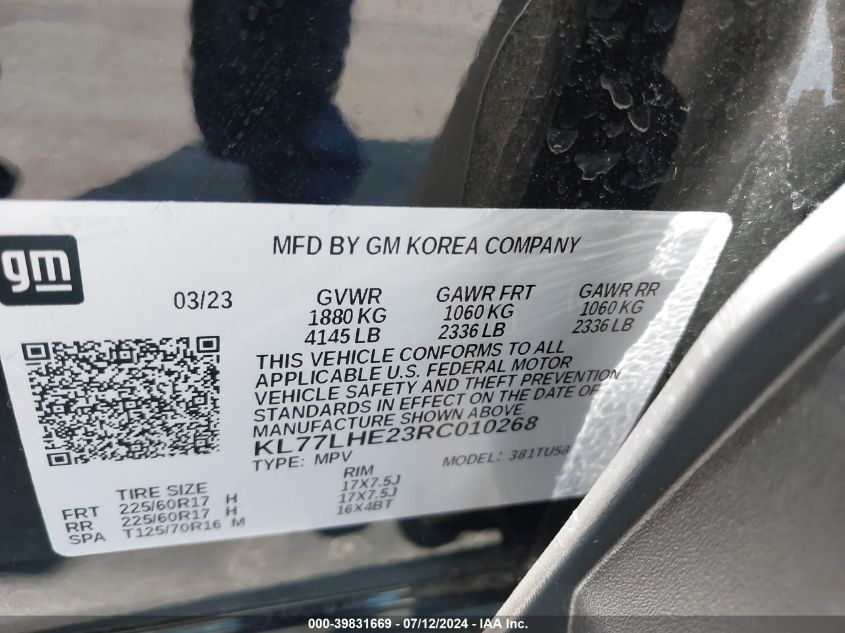 gm
MFD BY GM KOREA COMPANY
03/23 GVWR GAWR FRT GAWR RR
1880 KG 1060 KG 1060 KG
4145 LB 2336 LB 2336 LB
THIS VEHICLE CONFORMS TO ALL
APPLICABLE U.S. FEDERAL MOTOR
VEHICLE SAFETY AND THEFT PREVENTION
STANDARDS IN EFFECT ON THE DATE OF
MANUFACTURE SHOWN ABOVE.
KL77LHE23RC010268
TYPE: MPV MODEL: 381TU58
TIRE SIZE RIM
FRT 225/60R17 H 17X7.5J
RR 225/60R17 H 17X7.5J
SPA T125/70R16 M 16X4BT
000-39831669 / 07/12/2024 - IAA Inc.